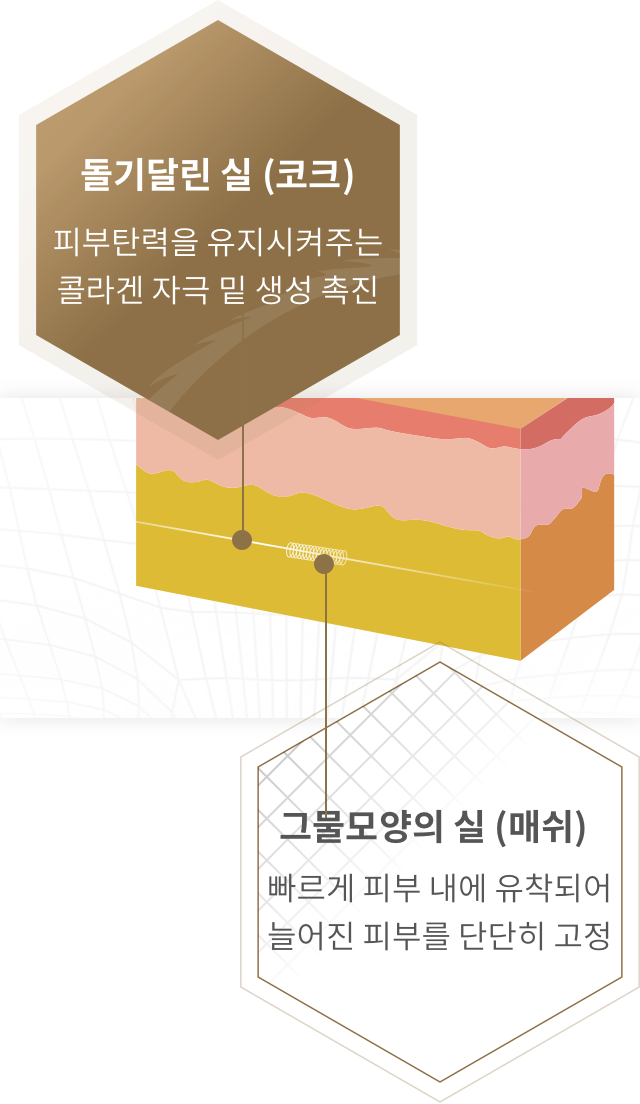 돌기달린 실 (코크)
피부탄력을 유지시켜주는
콜라겐 자극 밑 생성 촉진
그물모양의 실 (매쉬)
빠르게 피부 내에 유착되어
늘어진 피부를 단단히 고정